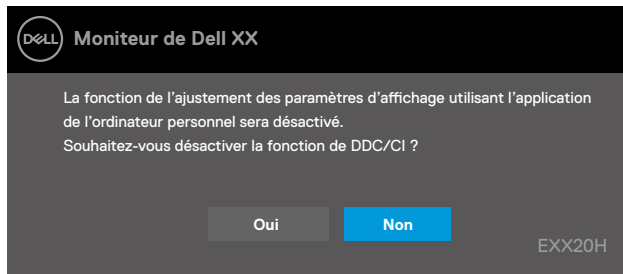 DELL
Moniteur de Dell XX
La fonction de l'ajustement des paramètres d'affichage utilisant l'application
de l'ordinateur personnel sera désactivé.
Souhaitez-vous désactiver la fonction de DDC/CI ?
Oui
Non
EXX20H